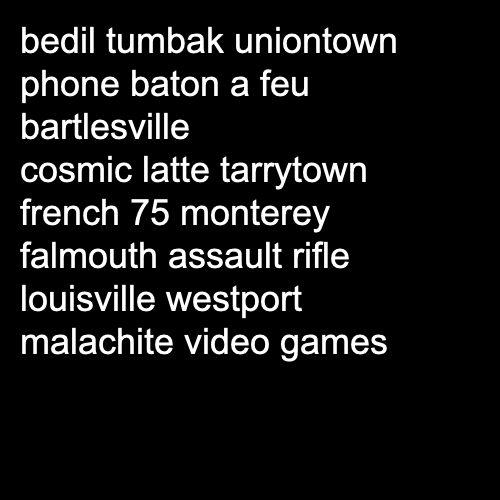 bedil tumbak uniontown
phone baton a feu
bartlesville
cosmic latte tarrytown
french 75 monterey
falmouth assault rifle
louisville westport
malachite video games